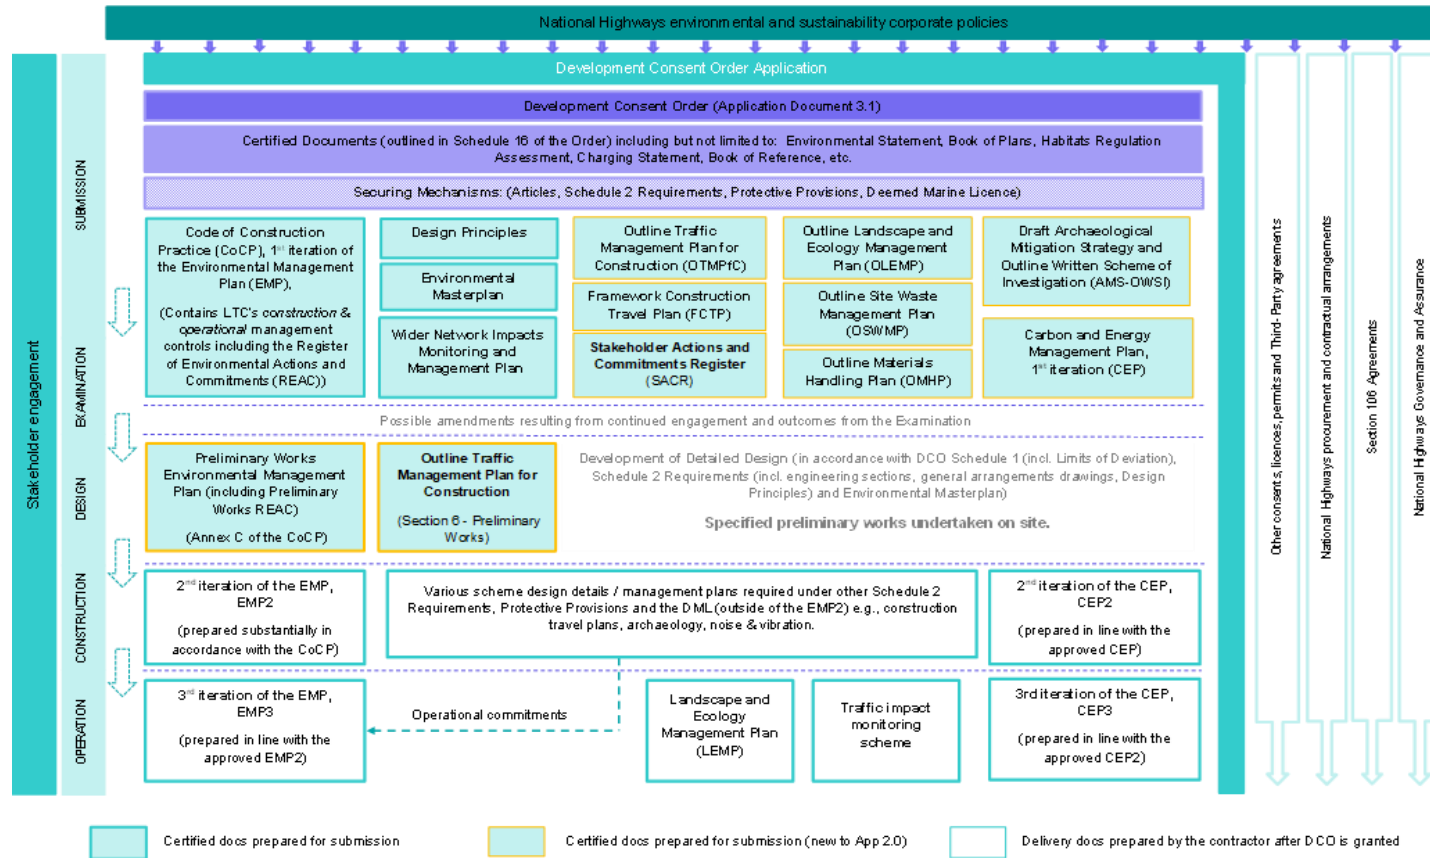 National Highways environmental and sustainability corporate policies
Development Consent Order Application
Development Consent Order (Application Document 3.1)
Certified Documents (outlined in Schedule 16 of the Order) including but not limited to: Environmental Statement, Book of Plans, Habitats Regulation
Assessment, Charging Statement, Book of Reference, etc.
Securing Mechanisms: (Articles, Schedule 2 Requirements, Protective Provisions, Deemed Marine Licence)
Stakeholder engagement
SUBMISSION
EXAMINATION
DESIGN
CONSTRUCTION
OPERATION
Code of Construction
Practice (CoCP), 1st iteration of
the Environmental Management
Plan (EMP),
(Contains LTC's construction &
operational management
controls including the Register
of Environmental Actions and
Commitments (REAC))
Design Principles
Environmental
Masterplan
Wider Network Impacts
Monitoring and
Management Plan
Outline Traffic
Management Plan for
Construction (OTMPfC)
Framework Construction
Travel Plan (FCTP)
Stakeholder Actions and
Commitments Register
(SACR)
Outline Landscape and
Ecology Management
Plan (OLEMP)
Outline Site Waste
Management Plan
(OSWMP)
Outline Materials
Handling Plan (OMHP)
Draft Archaeological
Mitigation Strategy and
Outline Written Scheme of
Investigation (AMS-OWSI)
Carbon and Energy
Management Plan,
1st iteration (CEP)
Possible amendments resulting from continued engagement and outcomes from the Examination
Preliminary Works
Environmental Management
Plan (including Preliminary
Works REAC)
(Annex C of the CoCP)
Outline Traffic
Management Plan for
Construction
(Section 6 - Preliminary
Works)
Development of Detailed Design (in accordance with DCO Schedule 1 (incl. Limits of Deviation),
Schedule 2 Requirements (incl. engineering sections, general arrangements drawings, Design
Principles) and Environmental Masterplan)
Specified preliminary works undertaken on site.
2nd iteration of the EMP,
EMP2
(prepared substantially in
accordance with the CoCP)
Various scheme design details / management plans required under other Schedule 2
Requirements, Protective Provisions and the DML (outside of the EMP2) e.g., construction
travel plans, archaeology, noise & vibration.
2nd iteration of the CEP,
CEP2
(prepared in line with the
approved CEP)
3rd iteration of the EMP,
EMP3
(prepared in line with the
approved EMP2)
Operational commitments
Landscape and
Ecology
Management Plan
(LEMP)
Traffic impact
monitoring
scheme
3rd iteration of the CEP,
CEP3
(prepared in line with the
approved CEP2)
Other consents, licences, permits and Third- Party agreements
National Highways procurement and contractual arrangements
Section 106 Agreements
National Highways Governance and Assurance
Certified docs prepared for submission
Certified docs prepared for submission (new to App 2.0)
Delivery docs prepared by the contractor after DCO is granted